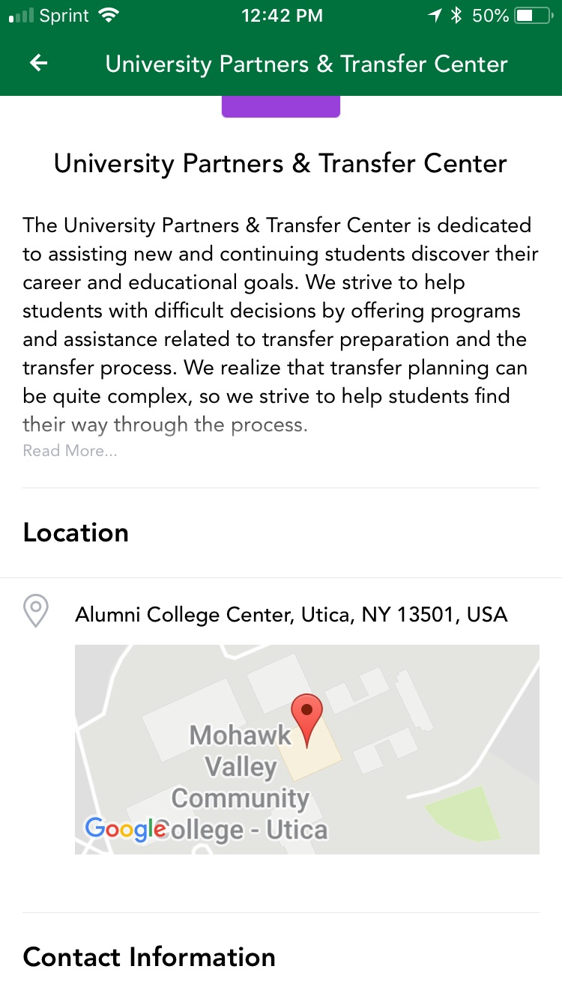 Sprint 12:42 PM 50%
University Partners & Transfer Center
University Partners & Transfer Center
The University Partners & Transfer Center is dedicated
to assisting new and continuing students discover their
career and educational goals. We strive to help
students with difficult decisions by offering programs
and assistance related to transfer preparation and the
transfer process. We realize that transfer planning can
be quite complex, so we strive to help students find
their way through the process.
Read More...
Location
Alumni College Center, Utica, NY 13501, USA
Mohawk
Valley
Community
College - Utica
Google
Contact Information